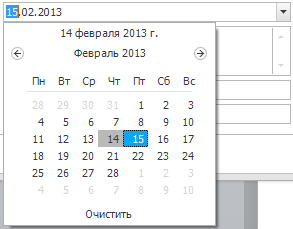 15.02.2013
14 февраля 2013 г.
Февраль 2013
Пн Вт Ср Чт Пт Сб Вс
28 29 30 31 1 2 3
4 5 6 7 8 9 10
11 12 13 14 15 16 17
18 19 20 21 22 23 24
25 26 27 28 1 2 3
4 5 6 7 8 9 10
Очистить